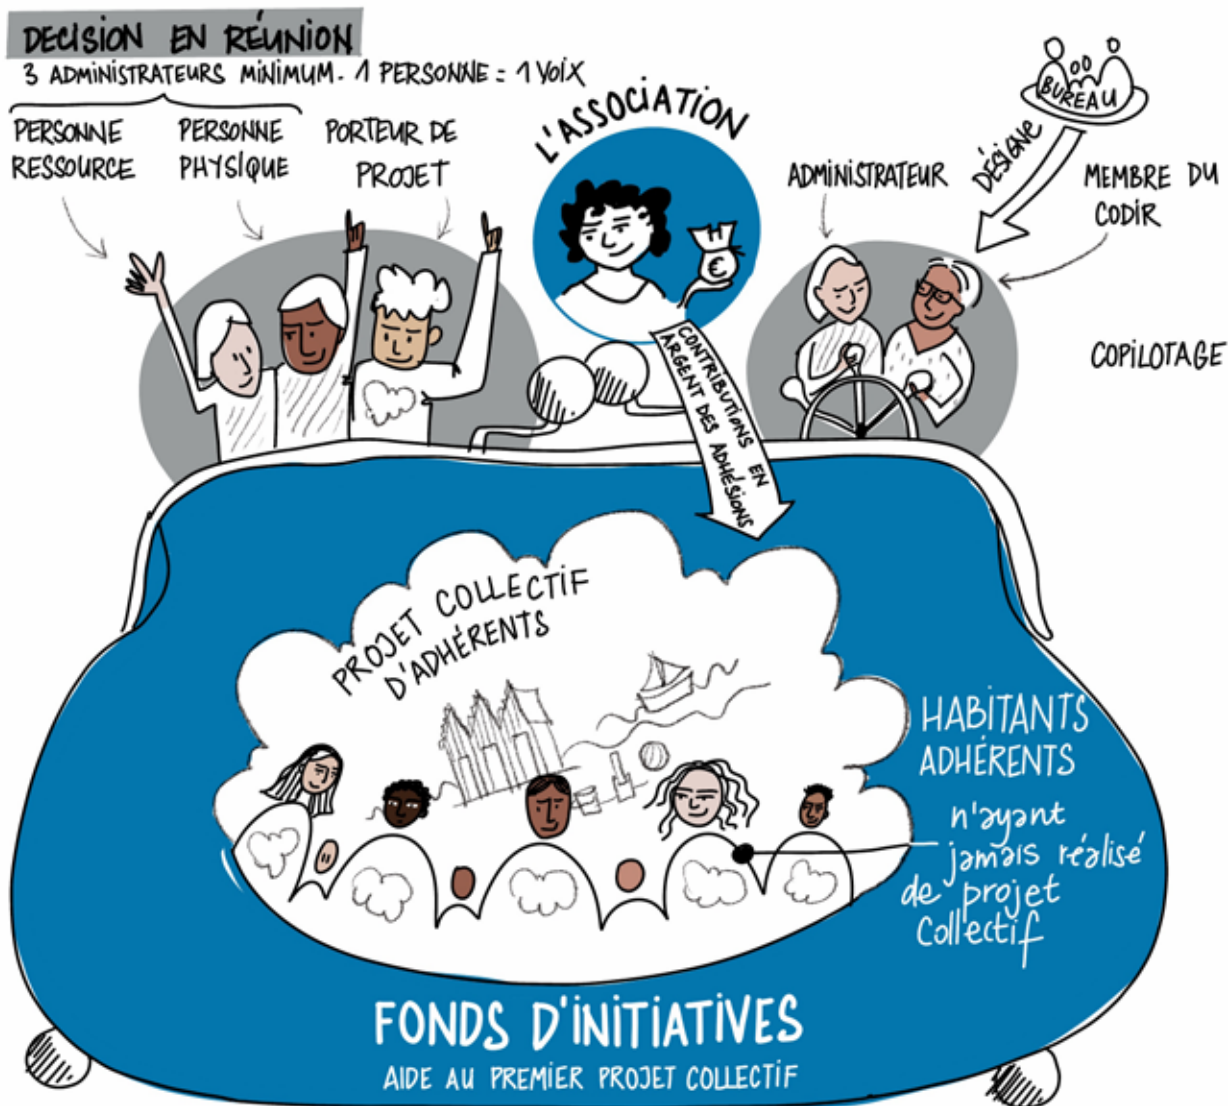 DECISION EN RÉUNION
3 ADMINISTRATEURS MINIMUM. 1 PERSONNE = 1 VOIX
PERSONNE
RESSOURCE
PERSONNE
PHYSIQUE
PORTEUR DE
PROJET
L'ASSOCIATION
€
ADMINISTRATEUR
BUREAU
DÉSIGNE
MEMBRE DU
CODIR
COPILOTAGE
CONTRIBUTIONS EN
ARGENT DES ADHÉSIONS
PROJET COLLECTIF
D'ADHÉRENTS
HABITANTS
ADHÉRENTS
n'ayant
jamais réalisé
de projet
Collectif
FONDS D'INITIATIVES
AIDE AU PREMIER PROJET COLLECTIF